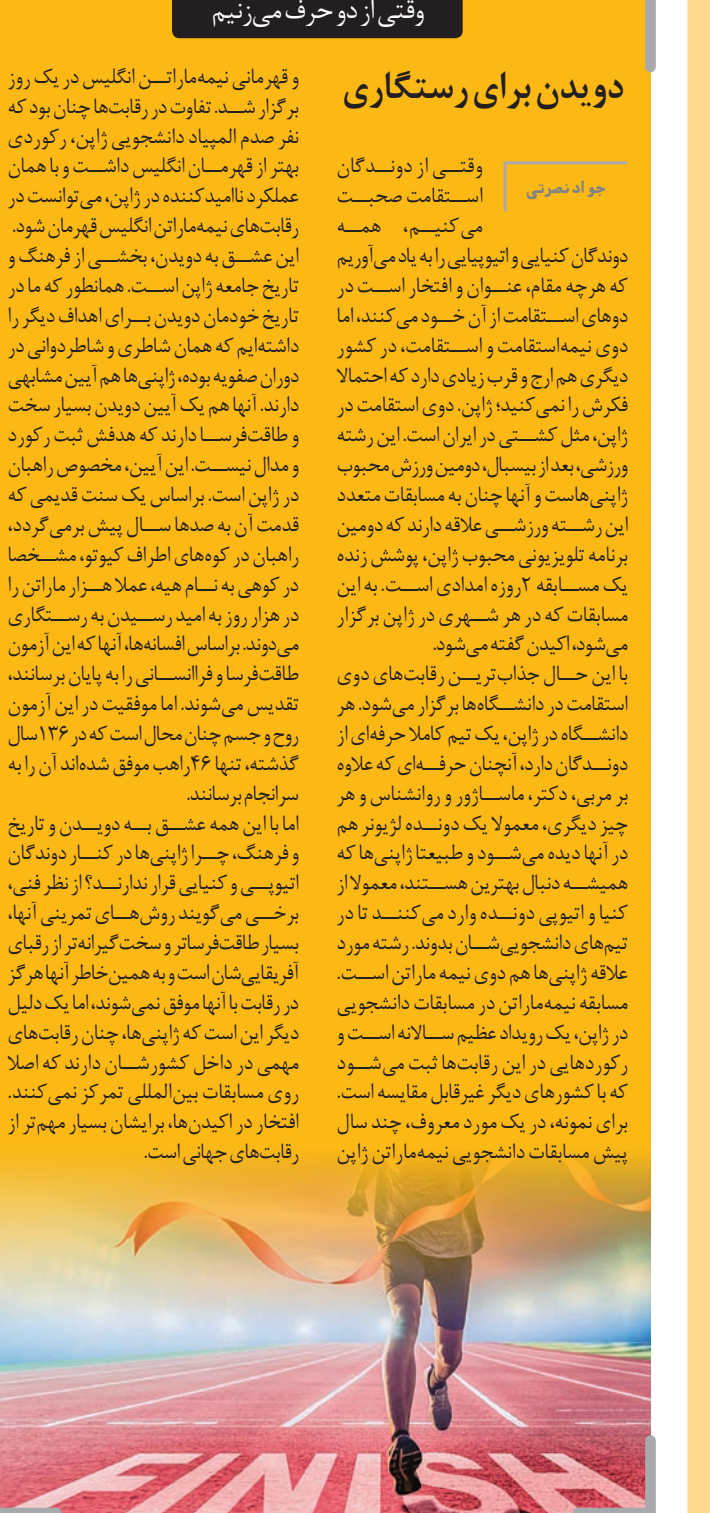 وقتی از دو حرف می‌زنیم
دویدن برای رستگاری
جواد نصرتی
وقتی از دوندگان
استقامت صحبت
می‌کنیم، همه
دوندگان کنیایی و اتیوپیایی را به یاد می‌آوریم
که هرچه مقام، عنوان و افتخار است در
دوهای استقامت از آن خود می‌کنند، اما
دوی نیمه‌استقامت و استقامت، در کشور
دیگری هم ارج و قرب زیادی دارد که احتمالا
فکرش را نمی‌کنید؛ ژاپن. دوی استقامت در
ژاپن، مثل کشتی در ایران است. این رشته
ورزشی، بعد از بیسبال، دومین ورزش محبوب
ژاپنی‌هاست و آنها چنان به مسابقات متعدد
این رشته ورزشی علاقه دارند که دومین
برنامه تلویزیونی محبوب ژاپن، پوشش زنده
یک مسابقه ۲روزه امدادی است. به این
مسابقات که در هر شهری در ژاپن برگزار
می‌شود، اکیدن گفته می‌شود.
با این حال جذاب‌ترین رقابت‌های دوی
استقامت در دانشگاه‌ها برگزار می‌شود. هر
دانشگاه در ژاپن، یک تیم کاملا حرفه‌ای از
دوندگان دارد، آنچنان حرفه‌ای که علاوه
بر مربی، دکتر، ماساژور و روانشناس و هر
چیز دیگری، معمولا یک دونده لژیونر هم
در آنها دیده می‌شود و طبیعتا ژاپنی‌ها که
همیشه دنبال بهترین هستند، معمولا از
کنیا و اتیوپی دونده وارد می‌کنند تا در
تیم‌های دانشجویی‌شان بدوند. رشته مورد
علاقه ژاپنی‌ها هم دوی نیمه ماراتن است.
مسابقه نیمه‌ماراتن در مسابقات دانشجویی
در ژاپن، یک رویداد عظیم سالانه است و
رکوردهایی در این رقابت‌ها ثبت می‌شود
که با کشورهای دیگر غیرقابل مقایسه است.
برای نمونه، در یک مورد معروف، چند سال
پیش مسابقات دانشجویی نیمه‌ماراتن ژاپن
و قهرمانی نیمه‌ماراتن انگلیس در یک روز
برگزار شد. تفاوت در رقابت‌ها چنان بود که
نفر صدم المپیاد دانشجویی ژاپن، رکوردی
بهتر از قهرمان انگلیس داشت و با همان
عملکرد ناامیدکننده در ژاپن، می‌توانست در
رقابت‌های نیمه‌ماراتن انگلیس قهرمان شود.
این عشق به دویدن، بخشی از فرهنگ و
تاریخ جامعه ژاپن است. همانطور که ما در
تاریخ خودمان دویدن برای اهداف دیگر را
داشته‌ایم که همان شاطری و شاطردوانی در
دوران صفویه بوده، ژاپنی‌ها هم آیین مشابهی
دارند. آنها هم یک آیین دویدن بسیار سخت
و طاقت‌فرسا دارند که هدفش ثبت رکورد
و مدال نیست. این آیین، مخصوص راهبان
در ژاپن است. براساس یک سنت قدیمی که
قدمت آن به صدها سال پیش برمی‌گردد،
راهبان در کوه‌های اطراف کیوتو، مشخصا
در کوهی به نام هیه، عملا هزار ماراتن را
در هزار روز به امید رسیدن به رستگاری
می‌دوند. براساس افسانه‌ها، آنها که این آزمون
طاقت‌فرسا و فراانسانی را به پایان برسانند،
تقدیس می‌شوند. اما موفقیت در این آزمون
روح و جسم چنان محال است که در ۱۳۶سال
گذشته، تنها ۴۶راهب موفق شده‌اند آن را به
سرانجام برسانند.
اما با این همه عشق به دویدن و تاریخ
و فرهنگ، چرا ژاپنی‌ها در کنار دوندگان
اتیوپی و کنیایی قرار ندارند؟ از نظر فنی،
برخی می‌گویند روش‌های تمرینی آنها،
بسیار طاقت‌فرساتر و سخت‌گیرانه‌تر از رقبای
آفریقایی‌شان است و به همین‌خاطر آنها هرگز
در رقابت با آنها موفق نمی‌شوند، اما یک دلیل
دیگر این است که ژاپنی‌ها، چنان رقابت‌های
مهمی در داخل کشورشان دارند که اصلا
روی مسابقات بین‌المللی تمرکز نمی‌کنند.
افتخار در اکیدن‌ها، برایشان بسیار مهم‌تر از
رقابت‌های جهانی است.
FINISH